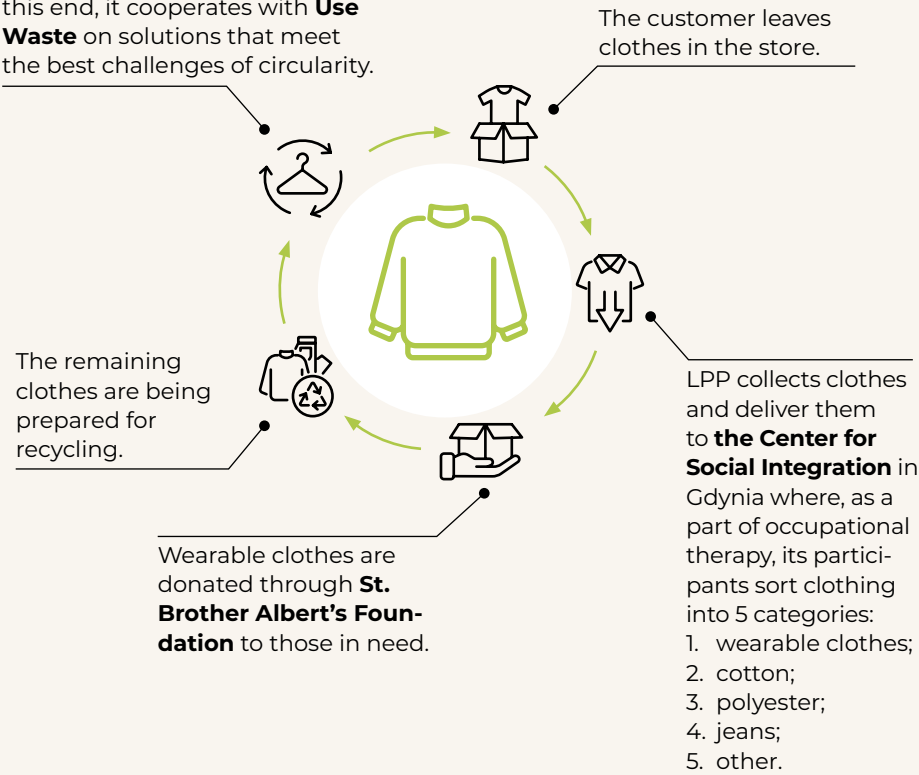 this end, it cooperates with Use
Waste on solutions that meet
the best challenges of circularity.
The customer leaves
clothes in the store.
LPP collects clothes
and deliver them
to the Center for
Social Integration in
Gdynia where, as a
part of occupational
therapy, its partici-
pants sort clothing
into 5 categories:
1. wearable clothes;
2. cotton;
3. polyester;
4. jeans;
5. other.
Wearable clothes are
donated through St.
Brother Albert’s Foun-
dation to those in need.
The remaining
clothes are being
prepared for
recycling.